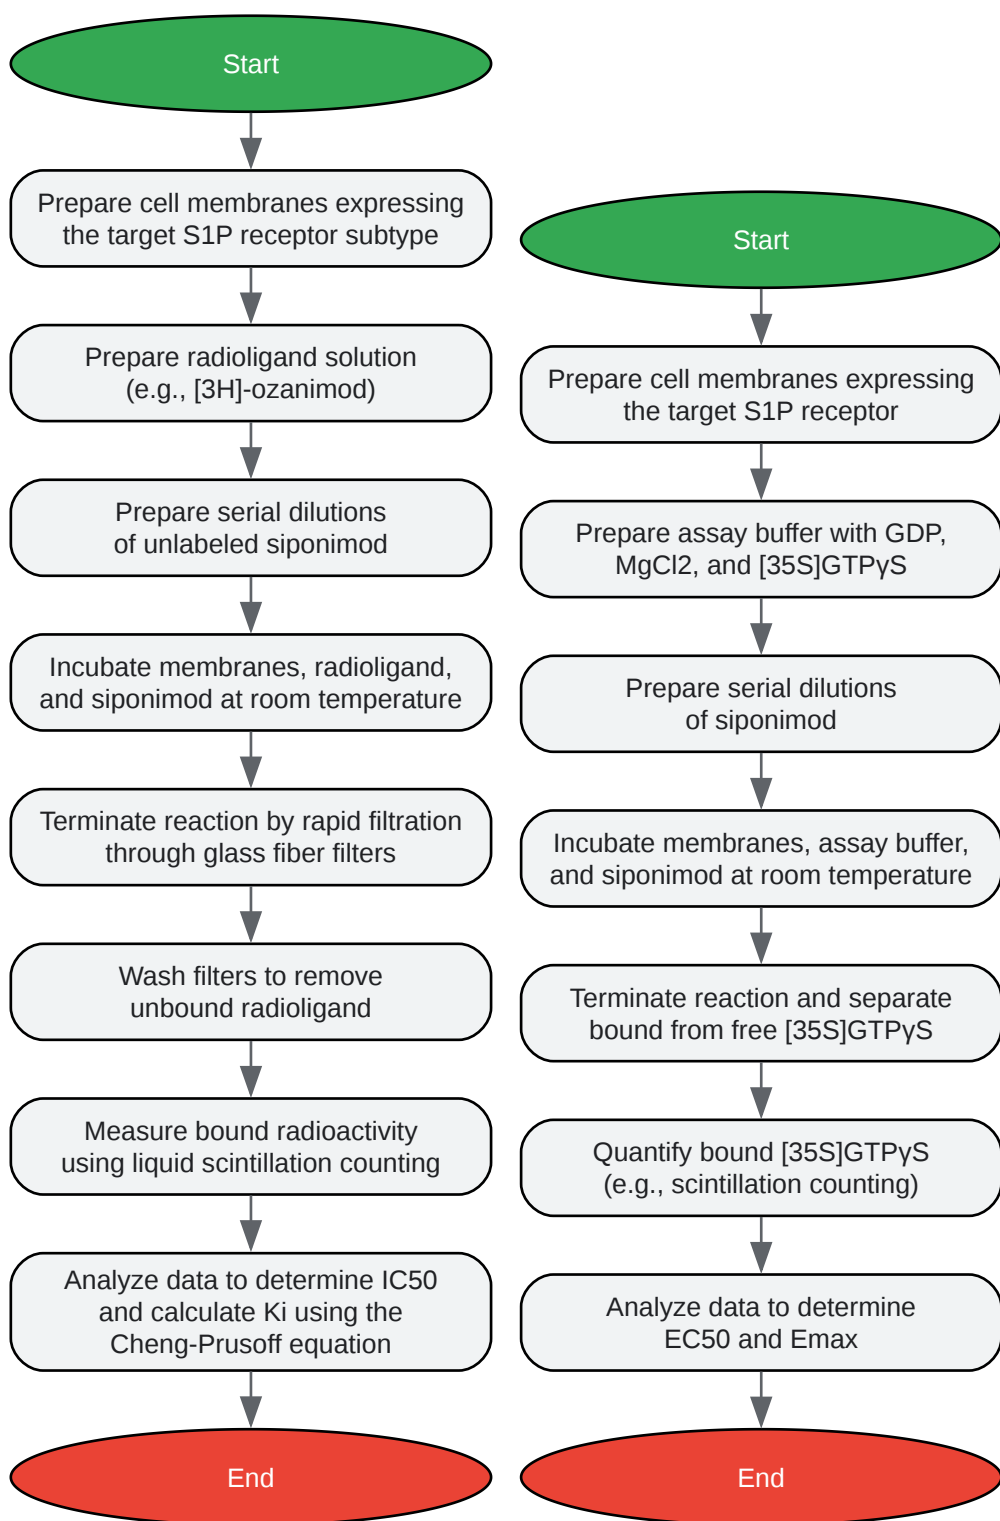 Start
Prepare cell membranes expressing
the target S1P receptor subtype
Prepare radioligand solution
(e.g., [3H]-ozanimod)
Prepare serial dilutions
of unlabeled siponimod
Incubate membranes, radioligand,
and siponimod at room temperature
Terminate reaction by rapid filtration
through glass fiber filters
Wash filters to remove
unbound radioligand
Measure bound radioactivity
using liquid scintillation counting
Analyze data to determine IC50
and calculate Ki using the
Cheng-Prusoff equation
End
Start
Prepare cell membranes expressing
the target S1P receptor
Prepare assay buffer with GDP,
MgCl2, and [35S]GTPγS
Prepare serial dilutions
of siponimod
Incubate membranes, assay buffer,
and siponimod at room temperature
Terminate reaction and separate
bound from free [35S]GTPγS
Quantify bound [35S]GTPγS
(e.g., scintillation counting)
Analyze data to determine
EC50 and Emax
End